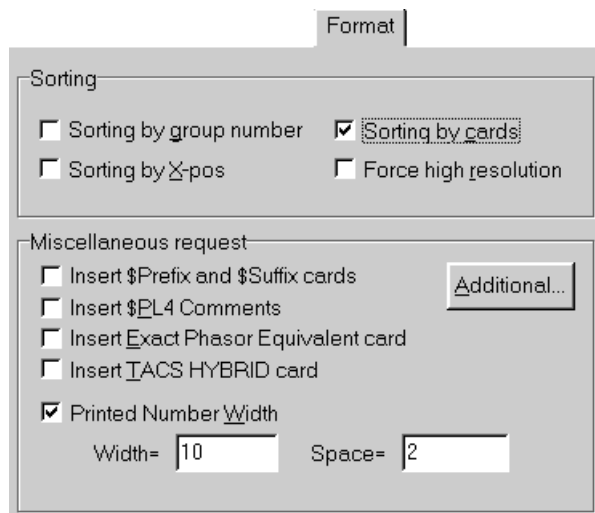 Format
Sorting
Sorting by group number
Sorting by cards
Sorting by X-pos
Force high resolution
Miscellaneous request
Insert $Prefix and $Suffix cards
Additional...
Insert $PL4 Comments
Insert Exact Phasor Equivalent card
Insert TACS HYBRID card
Printed Number Width
Width= 10 Space= 2